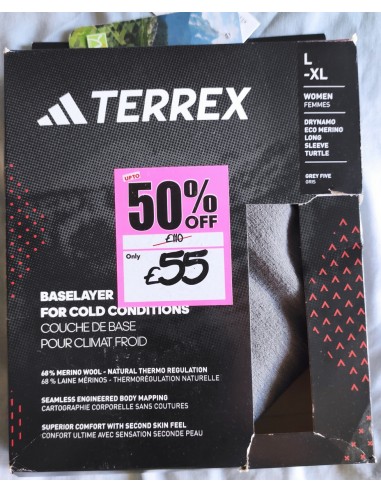 TERREX
L
-XL
WOMEN
FEMMES
DRYNAMO
ECO MERINO
LONG
SLEEVE
TURTLE
GREY FIVE
GRIS
UP TO
50%
OFF
£110
Only
£55
BASELAYER
FOR COLD CONDITIONS
COUCHE DE BASE
POUR CLIMAT FROID
68 % MERINO WOOL - NATURAL THERMO REGULATION
68 % LAINE MÉRINOS - THERMORÉGULATION NATURELLE
SEAMLESS ENGINEERED BODY MAPPING
CARTOGRAPHIE CORPORELLE SANS COUTURES
SUPERIOR COMFORT WITH SECOND SKIN FEEL
CONFORT ULTIME AVEC SENSATION SECONDE PEAU